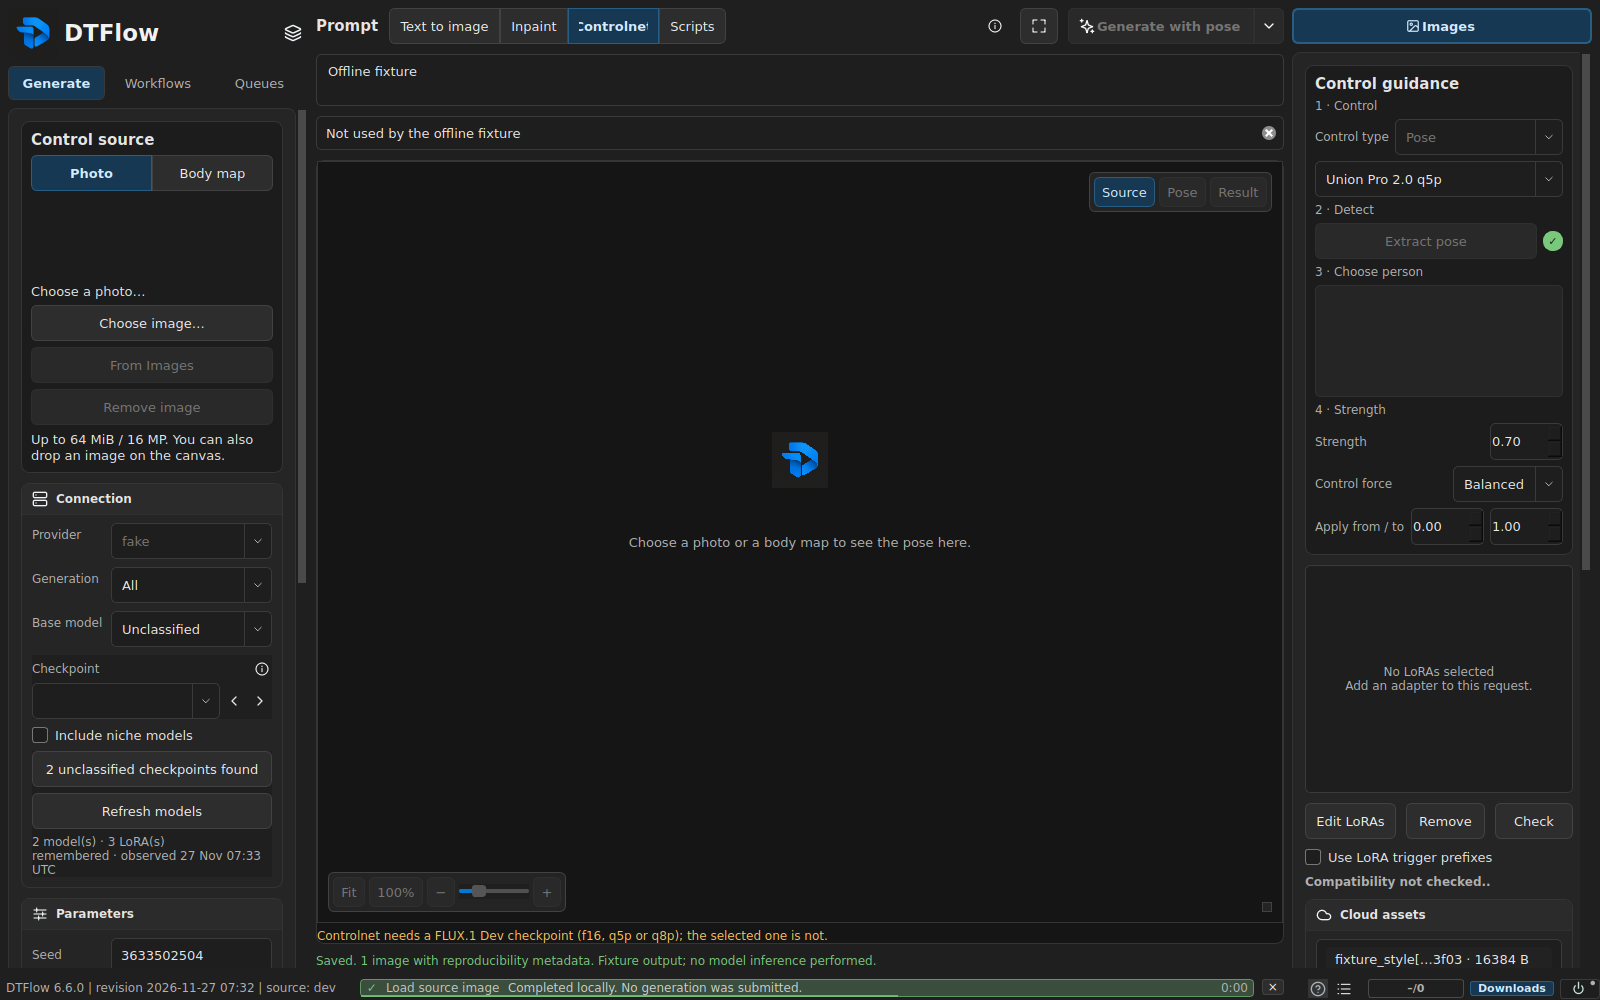 DTFlow
Prompt
Text to image
Inpaint
Controlnet
Scripts
Generate with pose
Images
Generate
Workflows
Queues
Offline fixture
Not used by the offline fixture
Control source
Photo
Body map
Choose a photo...
Choose image...
From Images
Remove image
Up to 64 MiB / 16 MP. You can also
drop an image on the canvas.
Connection
Provider
fake
Generation
All
Base model
Unclassified
Checkpoint
Include niche models
2 unclassified checkpoints found
Refresh models
2 model(s) · 3 LoRA(s)
remembered · observed 27 Nov 07:33
UTC
Parameters
Seed
3633502504
Source
Pose
Result
Choose a photo or a body map to see the pose here.
Fit
100%
−
+
Controlnet needs a FLUX.1 Dev checkpoint (f16, q5p or q8p); the selected one is not.
Saved. 1 image with reproducibility metadata. Fixture output; no model inference performed.
Control guidance
1 · Control
Control type
Pose
Union Pro 2.0 q5p
2 · Detect
Extract pose
3 · Choose person
4 · Strength
Strength
0.70
Control force
Balanced
Apply from / to
0.00
1.00
No LoRAs selected
Add an adapter to this request.
Edit LoRAs
Remove
Check
Use LoRA trigger prefixes
Compatibility not checked..
Cloud assets
fixture_style[...3f03 · 16384 B
DTFlow 6.6.0 | revision 2026-11-27 07:32 | source: dev
✓ Load source image Completed locally. No generation was submitted.
0:00
-/0
Downloads